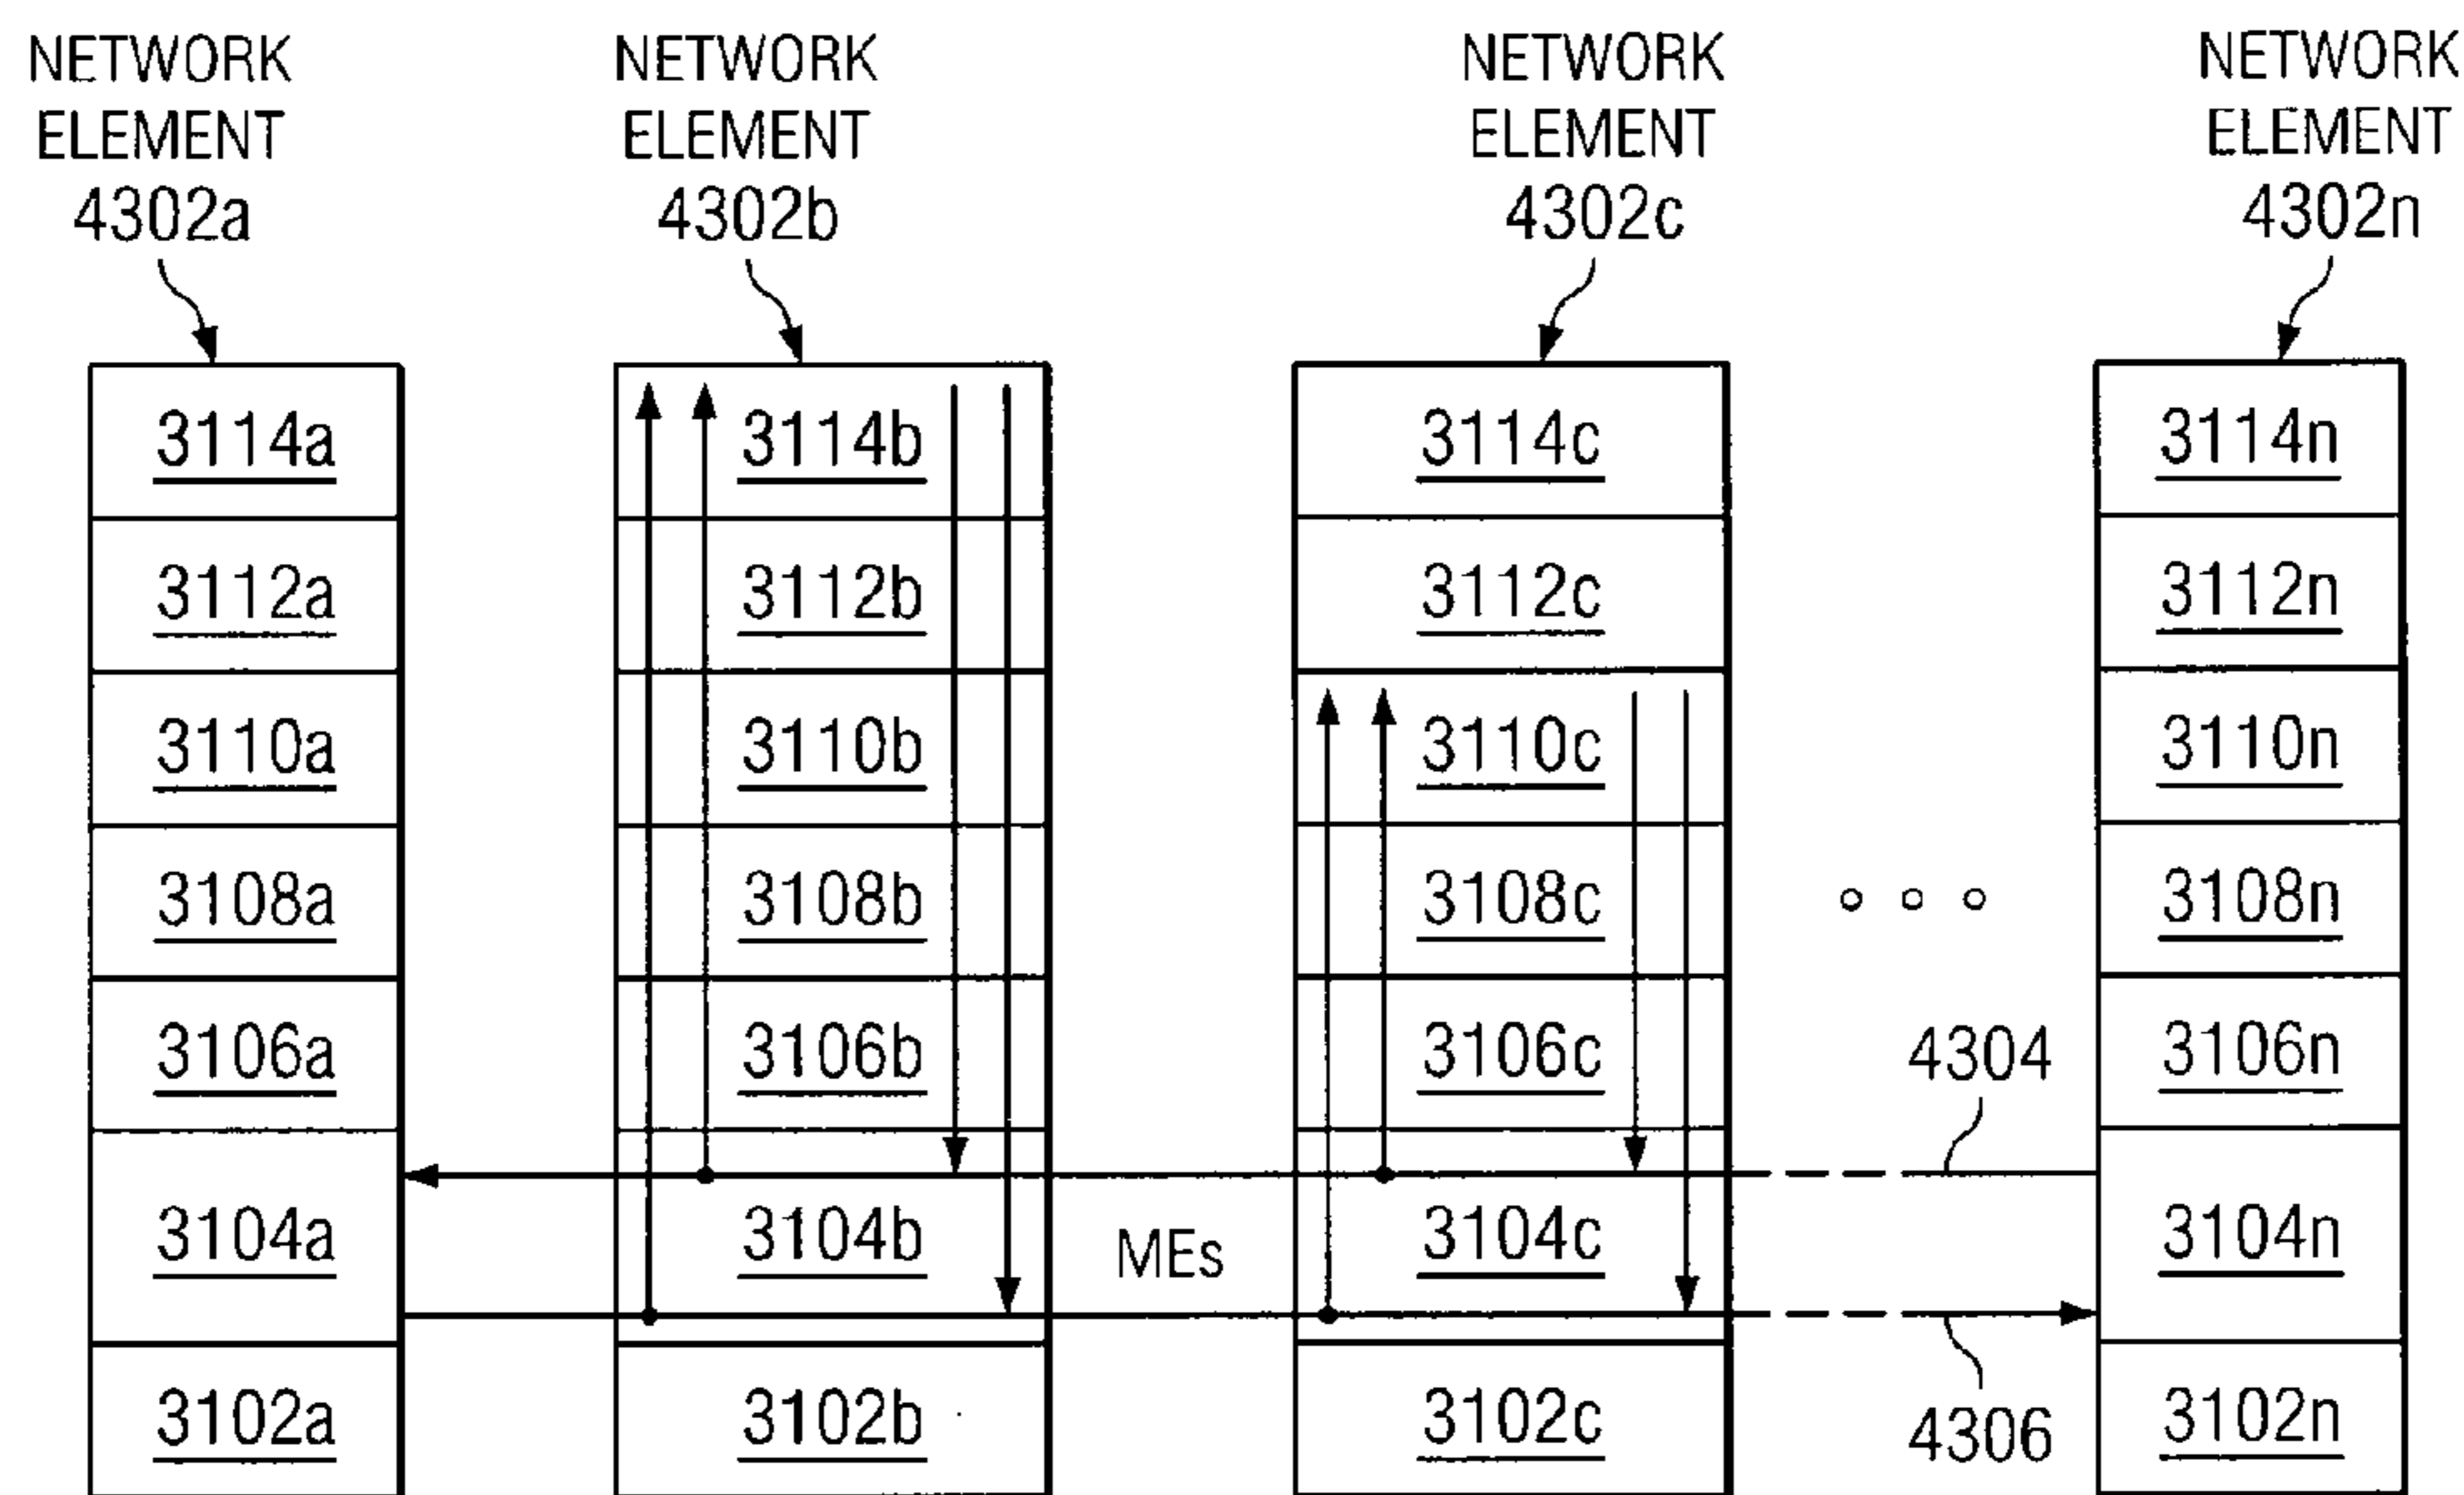 NETWORK
ELEMENT
4302a
NETWORK
ELEMENT
4302b
NETWORK
ELEMENT
4302c
NETWORK
ELEMENT
4302n
3114a
3114b
3114c
3114n
3112a
3112b
3112c
3112n
3110a
3110b
3110c
3110n
3108a
3108b
3108c
3108n
3106a
3106b
3106c
4304
3106n
3104a
3104b
MEs
3104c
3104n
3102a
3102b
3102c
4306
3102n